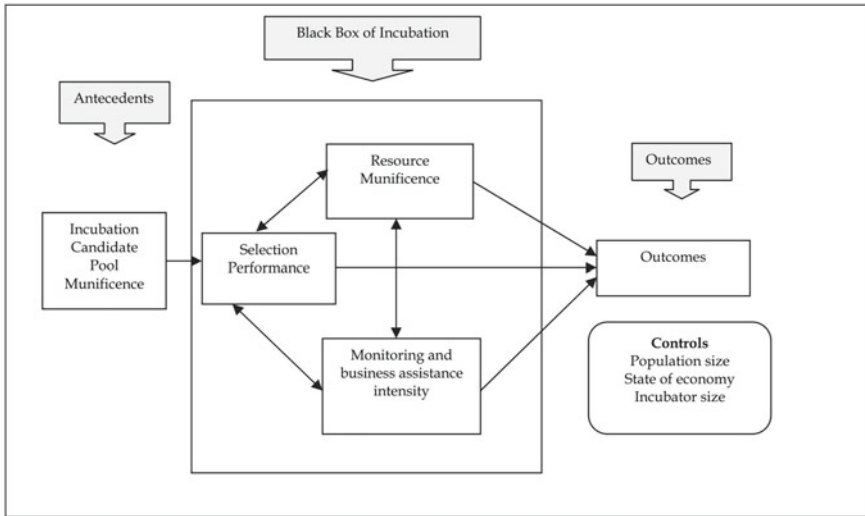 Black Box of Incubation
Antecedents
Resource
Munificence
Outcomes
Incubation
Candidate
Pool
Munificence
Selection
Performance
Outcomes
Monitoring and
business assistance
intensity
Controls
Population size
State of economy
Incubator size